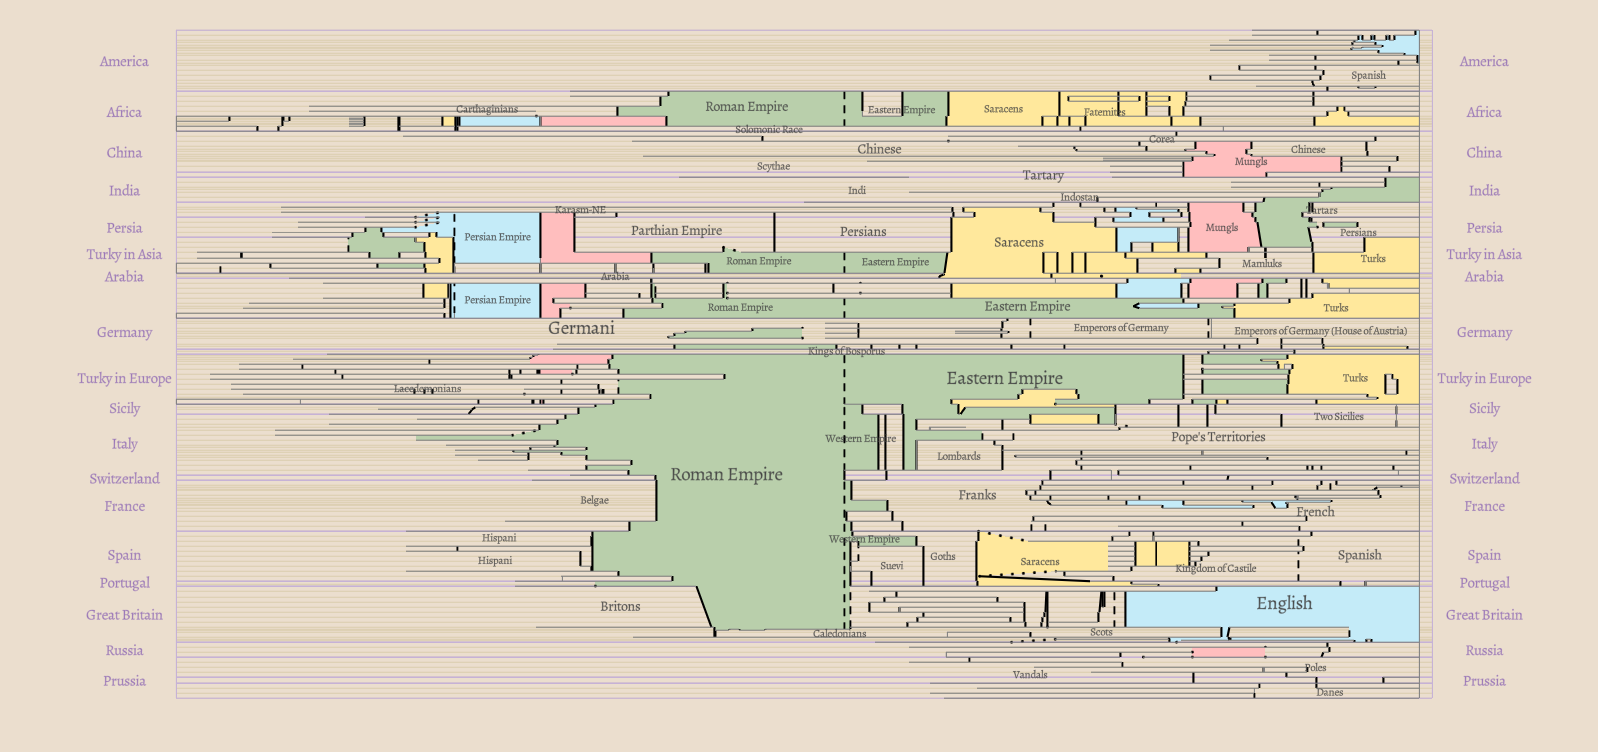 America
America
Spanish
Africa
Carthaginians
Roman Empire
Eastern Empire
Saracens
Fatemites
Africa
Solomonic Race
Corea
China
Chinese
Chinese
China
Scythae
Mungls
Tartary
India
Indi
Indostan
India
Karasm-NE
Tartars
Persia
Persian Empire
Parthian Empire
Persians
Saracens
Mungls
Persians
Persia
Turky in Asia
Roman Empire
Eastern Empire
Mamluks
Turks
Turky in Asia
Arabia
Arabia
Arabia
Persian Empire
Roman Empire
Eastern Empire
Turks
Germany
Germani
Emperors of Germany
Emperors of Germany (House of Austria)
Germany
Kings of Bosporus
Turky in Europe
Lacedemonians
Eastern Empire
Turks
Turky in Europe
Sicily
Two Sicilies
Sicily
Italy
Western Empire
Pope's Territories
Italy
Lombards
Switzerland
Roman Empire
Switzerland
France
Belgae
Franks
French
France
Spain
Hispani
Western Empire
Hispani
Suevi
Goths
Saracens
Kingdom of Castile
Spanish
Spain
Portugal
Portugal
Great Britain
Britons
English
Great Britain
Caledonians
Scots
Russia
Russia
Vandals
Poles
Prussia
Danes
Prussia